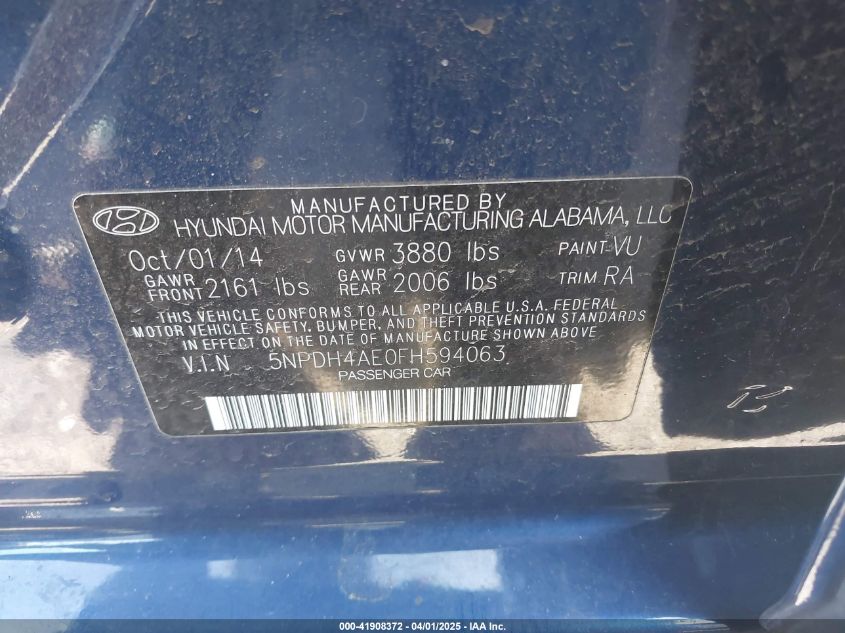 MANUFACTURED BY
HYUNDAI MOTOR MANUFACTURING ALABAMA, LLC
Oct/01/14 GVWR 3880 lbs PAINT VU
GAWR FRONT 2161 lbs GAWR REAR 2006 lbs TRIM RA
THIS VEHICLE CONFORMS TO ALL APPLICABLE U.S.A. FEDERAL
MOTOR VEHICLE SAFETY, BUMPER, AND THEFT PREVENTION STANDARDS
IN EFFECT ON THE DATE OF MANUFACTURE SHOWN ABOVE
V.I.N 5NPDH4AE0FH594063
PASSENGER CAR
000-41908372 - 04/01/2025 - IAA Inc.